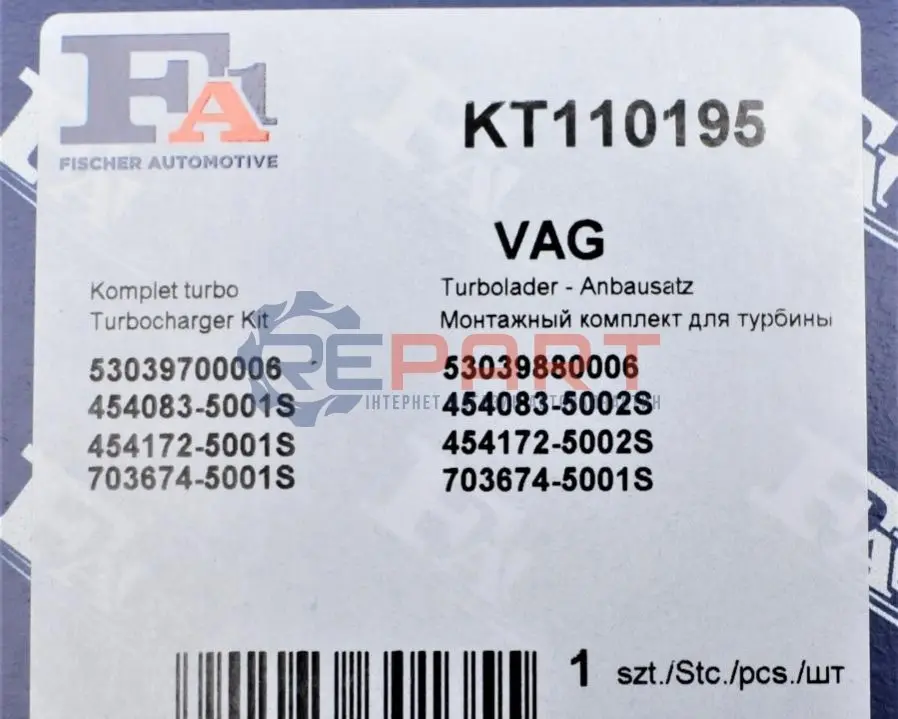 FA1
FISCHER AUTOMOTIVE
KT110195
VAG
Komplet turbo
Turbocharger Kit
Turbolader - Anbausatz
Монтажный комплект для турбины
53039700006 53039880006
454083-5001S 454083-5002S
454172-5001S 454172-5002S
703674-5001S 703674-5001S
REPART
ІНТЕРНЕТ
1 szt./Stc./pcs./шт